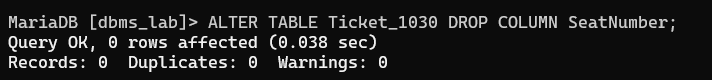 MariaDB [dbms_lab]> ALTER TABLE Ticket_1030 DROP COLUMN SeatNumber;
Query OK, 0 rows affected (0.038 sec)
Records: 0  Duplicates: 0  Warnings: 0